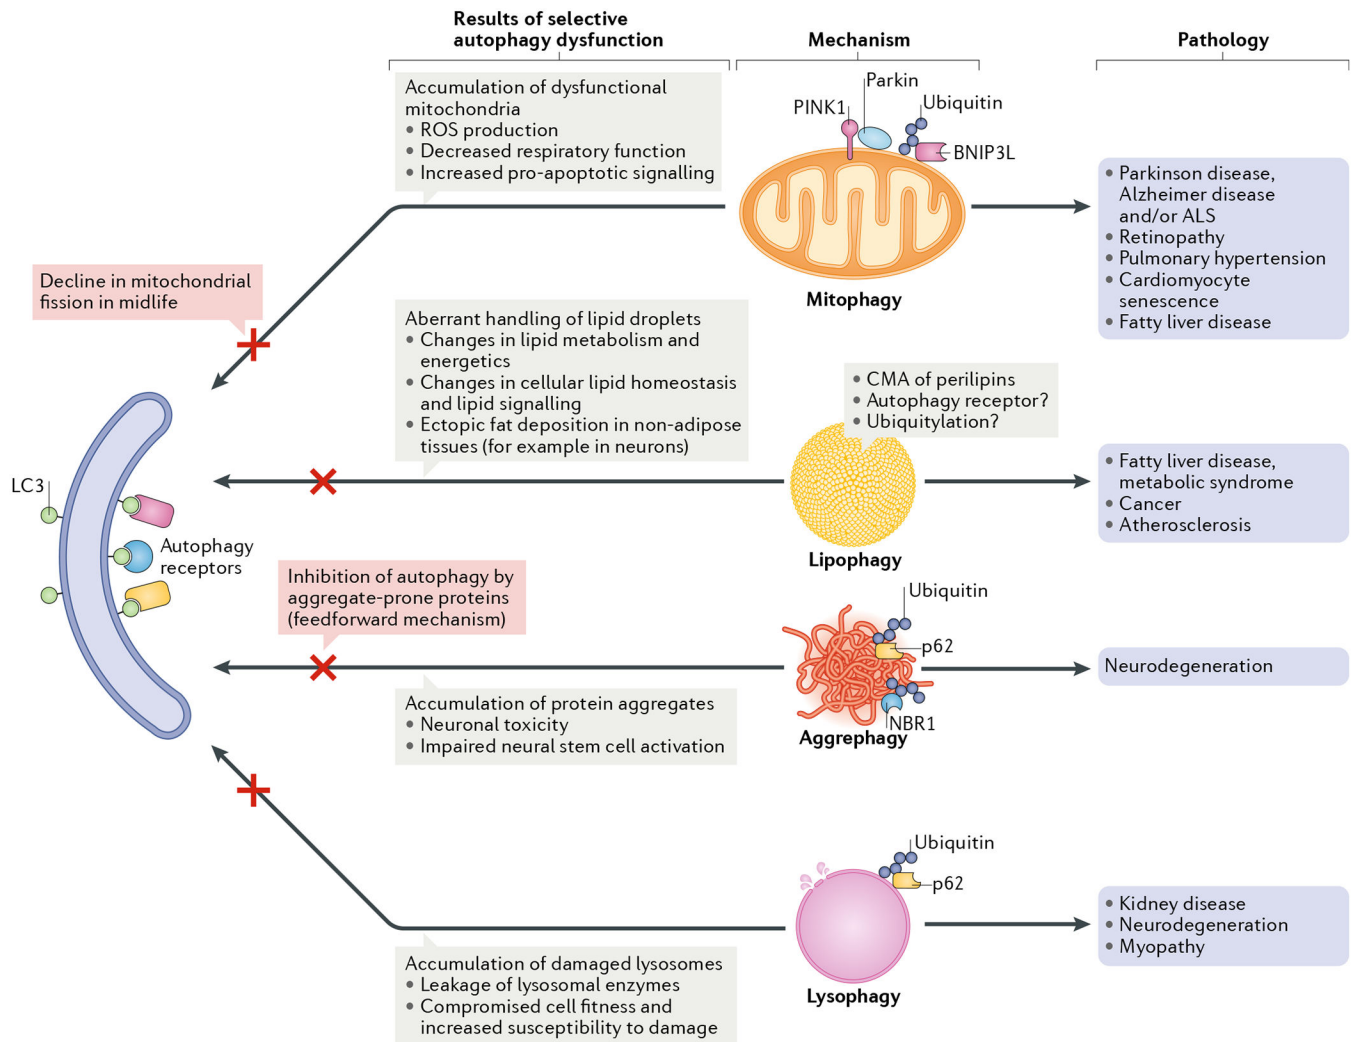 Results of selective
autophagy dysfunction
Mechanism
Pathology
Accumulation of dysfunctional
mitochondria
• ROS production
• Decreased respiratory function
• Increased pro-apoptotic signalling
Parkin
PINK1
Ubiquitin
BNIP3L
Mitophagy
• Parkinson disease,
Alzheimer disease
and/or ALS
• Retinopathy
• Pulmonary hypertension
• Cardiomyocyte
senescence
• Fatty liver disease
Decline in mitochondrial
fission in midlife
Aberrant handling of lipid droplets
• Changes in lipid metabolism and
energetics
• Changes in cellular lipid homeostasis
and lipid signalling
• Ectopic fat deposition in non-adipose
tissues (for example in neurons)
• CMA of perilipins
• Autophagy receptor?
• Ubiquitylation?
Lipophagy
• Fatty liver disease,
metabolic syndrome
• Cancer
• Atherosclerosis
LC3
Autophagy
receptors
Inhibition of autophagy by
aggregate-prone proteins
(feedforward mechanism)
Ubiquitin
p62
NBR1
Aggrephagy
Neurodegeneration
Accumulation of protein aggregates
• Neuronal toxicity
• Impaired neural stem cell activation
Ubiquitin
p62
Lysophagy
• Kidney disease
• Neurodegeneration
• Myopathy
Accumulation of damaged lysosomes
• Leakage of lysosomal enzymes
• Compromised cell fitness and
increased susceptibility to damage